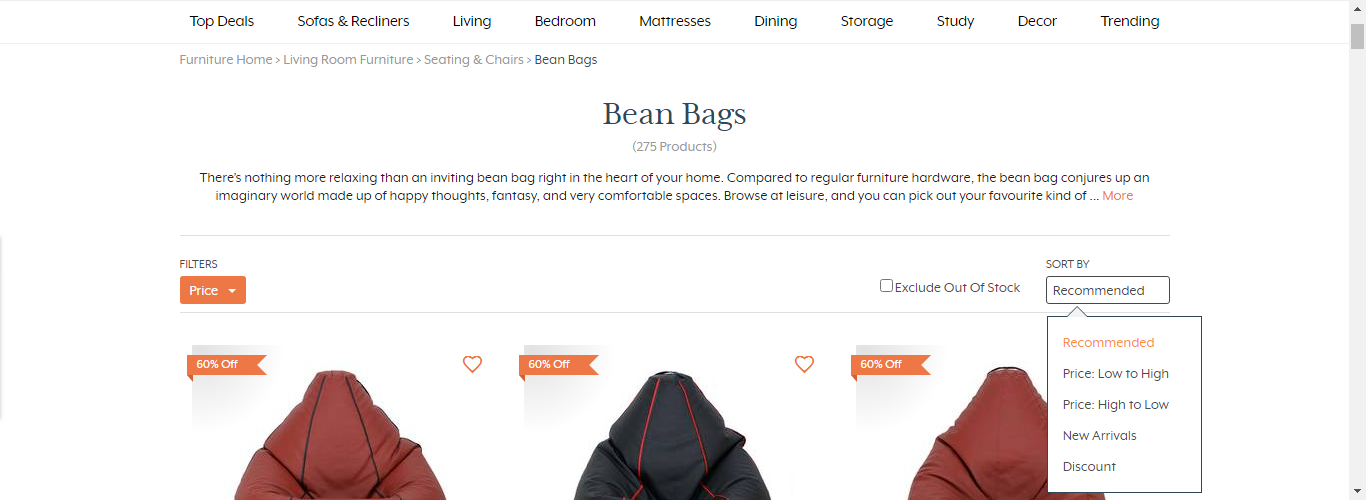 Top Deals Sofas & Recliners Living Bedroom Mattresses Dining Storage Study Decor Trending
Furniture Home > Living Room Furniture > Seating & Chairs > Bean Bags
Bean Bags
(275 Products)
There's nothing more relaxing than an inviting bean bag right in the heart of your home. Compared to regular furniture hardware, the bean bag conjures up an
imaginary world made up of happy thoughts, fantasy, and very comfortable spaces. Browse at leisure, and you can pick out your favourite kind of ... More
FILTERS
Price
Exclude Out Of Stock
SORT BY
Recommended
Recommended
Price: Low to High
Price: High to Low
New Arrivals
Discount
60% Off
60% Off
60% Off